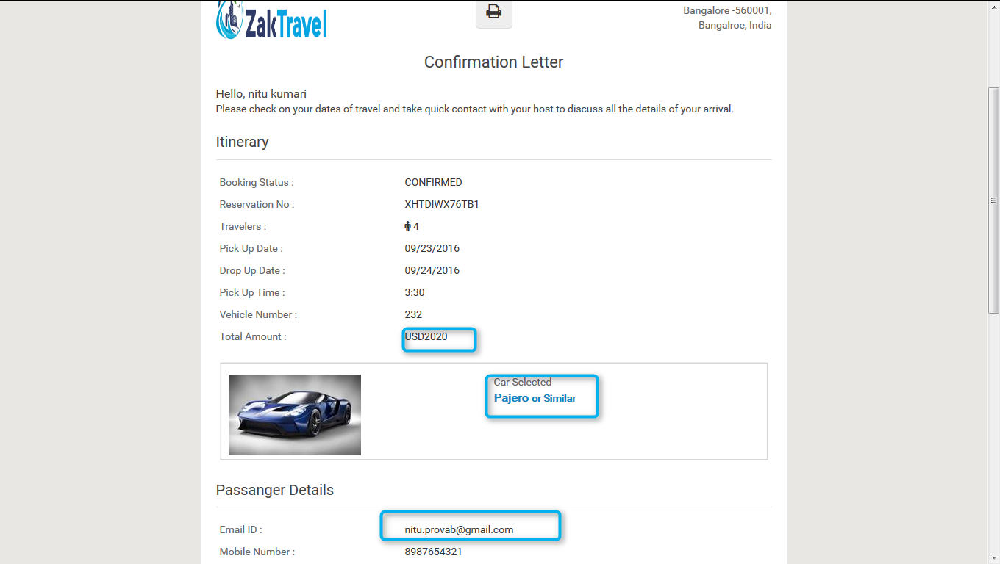 ZakTravel
Bangalore -560001,
Bangalroe, India
Confirmation Letter
Hello, nitu kumari
Please check on your dates of travel and take quick contact with your host to discuss all the details of your arrival.
Itinerary
Booking Status : CONFIRMED
Reservation No : XHTDIWX76TB1
Travelers : 4
Pick Up Date : 09/23/2016
Drop Up Date : 09/24/2016
Pick Up Time : 3:30
Vehicle Number : 232
Total Amount : USD2020
Car Selected
Pajero or Similar
Passanger Details
Email ID : nitu.provab@gmail.com
Mobile Number : 8987654321